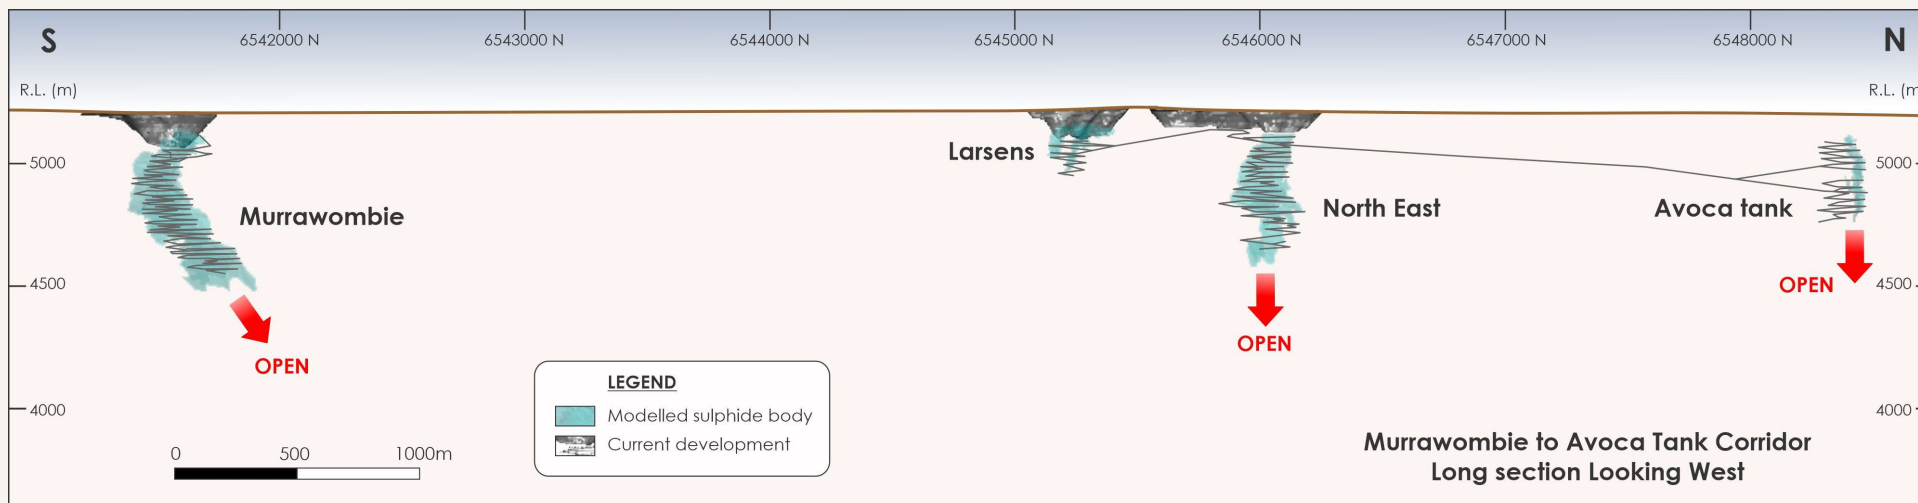 S
6542000 N
6543000 N
6544000 N
6545000 N
6546000 N
6547000 N
6548000 N
N
R.L. (m)
R.L. (m
Larsens
5000
5000
Murrawombie
North East
Avoca tank
4500
OPEN
4500
OPEN
OPEN
LEGEND
Modelled sulphide body
Current development
4000
4000
0 500 1000m
Murrawombie to Avoca Tank Corridor
Long section Looking West